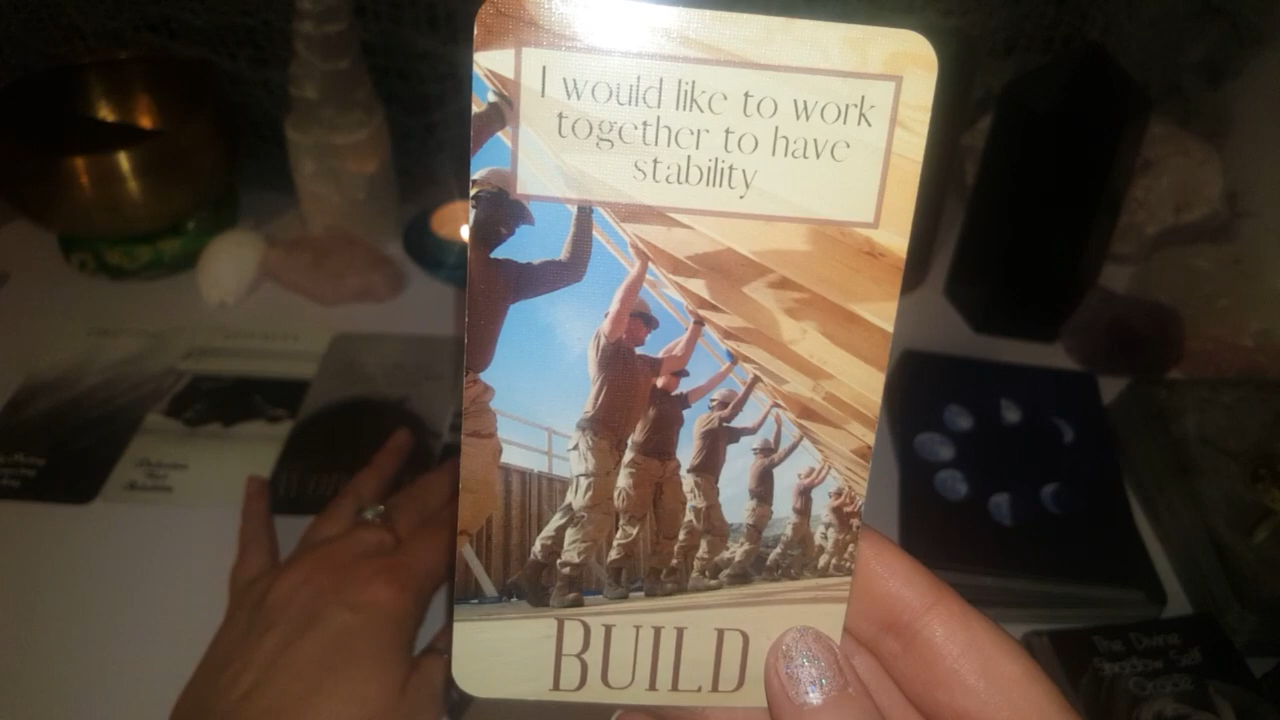 I would like to work
together to have
stability
BUILD
The Divine
Shadow Self
Oracle